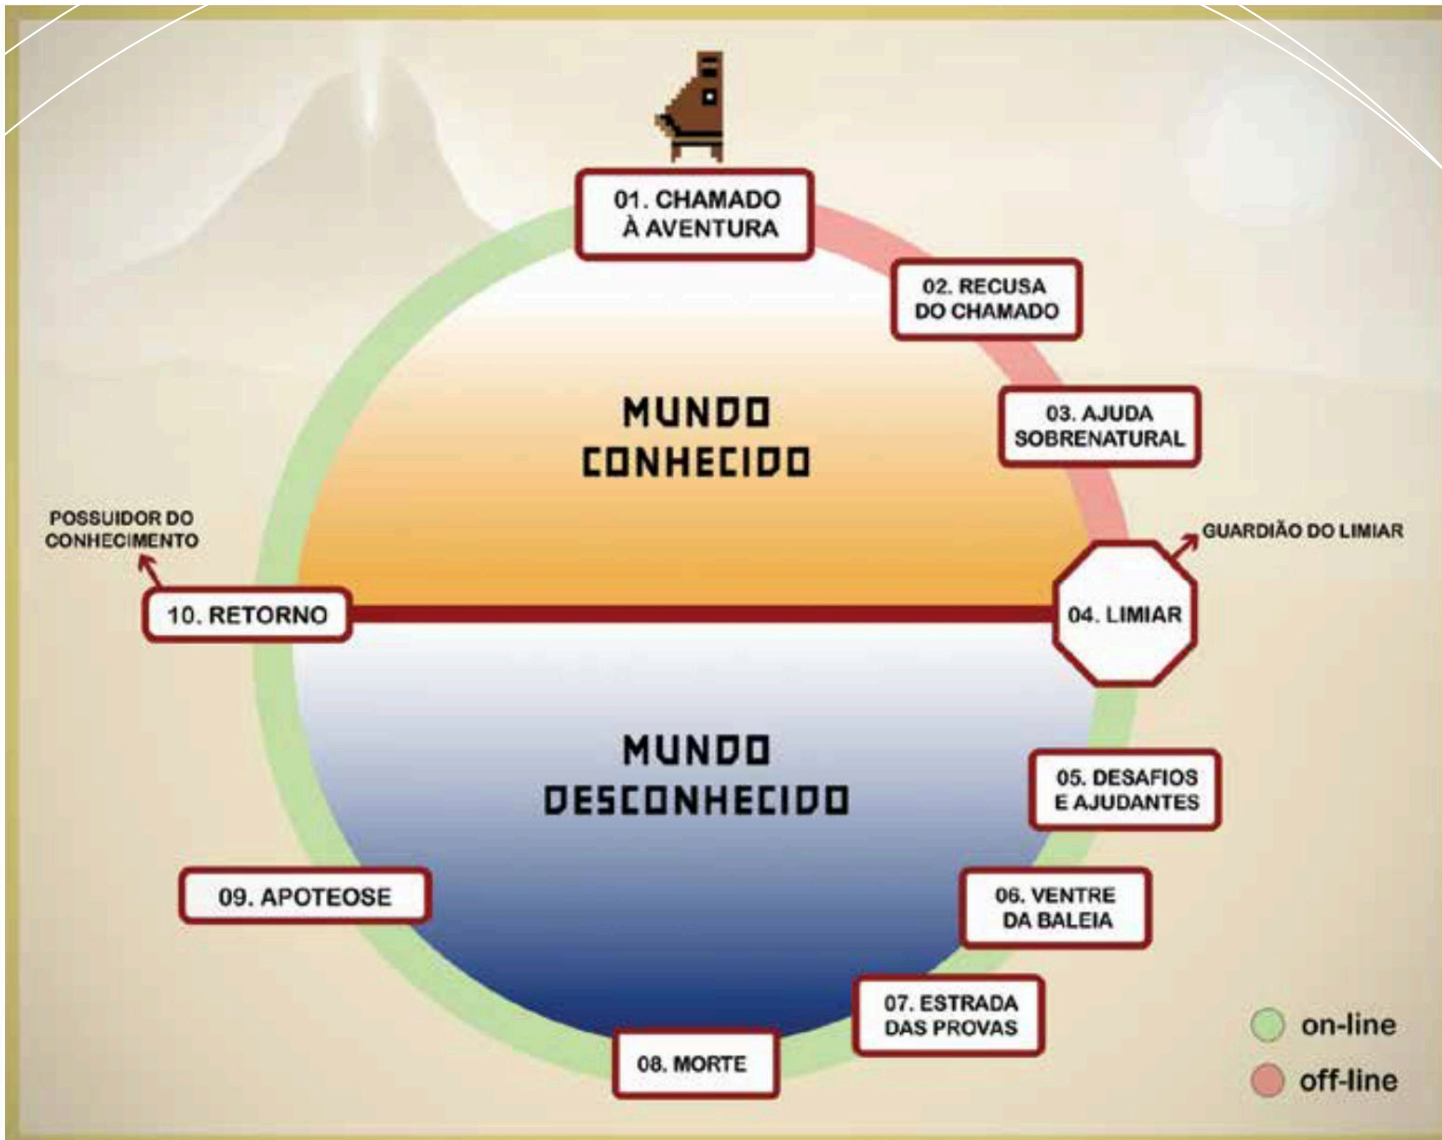 01. CHAMADO
À AVENTURA
02. RECUSA
DO CHAMADO
03. AJUDA
SOBRENATURAL
MUNDO
CONHECIDO
POSSUIDOR DO
CONHECIMENTO
GUARDIÃO DO LIMIAR
10. RETORNO
04. LIMIAR
MUNDO
DESCONHECIDO
05. DESAFIOS
E AJUDANTES
09. APOTEOSE
06. VENTRE
DA BALEIA
07. ESTRADA
DAS PROVAS
08. MORTE
on-line
off-line